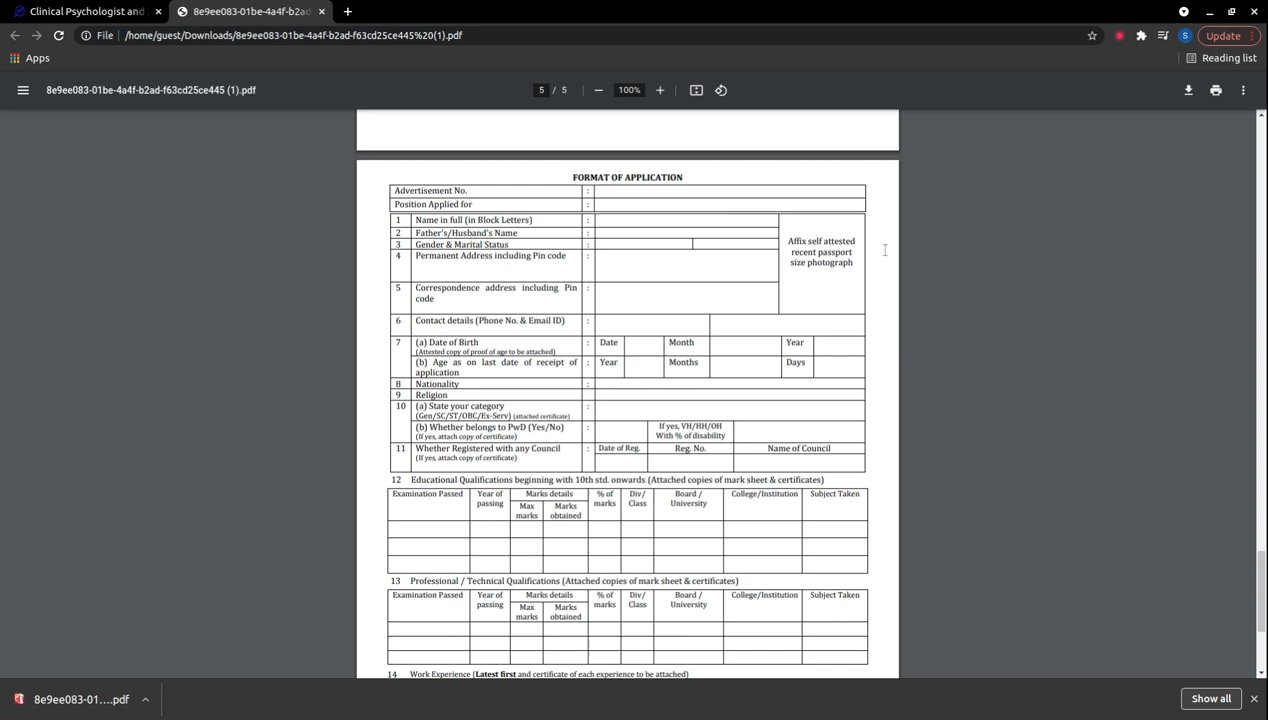 Clinical Psychologist and
8e9ee083-01be-4a4f-b2ad
File
/home/guest/Downloads/8e9ee083-01be-4a4f-b2ad-f63cd25ce445%20(1).pdf
S
Update
Apps
Reading list
8e9ee083-01be-4a4f-b2ad-f63cd25ce445 (1).pdf
5 / 5
100%
FORMAT OF APPLICATION
Advertisement No. :
Position Applied for :
1 Name in full (in Block Letters) :
2 Father's/Husband's Name :
3 Gender & Marital Status :
4 Permanent Address including Pin code :
Affix self attested
recent passport
size photograph
5 Correspondence address including Pin :
code
6 Contact details (Phone No. & Email ID) :
7 (a) Date of Birth : Date Month Year
(Attested copy of proof of age to be attached)
(b) Age as on last date of receipt of : Year Months Days
application
8 Nationality :
9 Religion :
10 (a) State your category :
(Gen/SC/ST/OBC/Ex-Serv) (attached certificate)
(b) Whether belongs to PwD (Yes/No) : If yes, VH/HH/OH
(If yes, attach copy of certificate) With % of disability
11 Whether Registered with any Council : Date of Reg. Reg. No. Name of Council
(If yes, attach copy of certificate)
12 Educational Qualifications beginning with 10th std. onwards (Attached copies of mark sheet & certificates)
Examination Passed Year of Marks details % of Div/ Board / College/Institution Subject Taken
passing Max Marks marks Class University
marks obtained
13 Professional / Technical Qualifications (Attached copies of mark sheet & certificates)
Examination Passed Year of Marks details % of Div/ Board / College/Institution Subject Taken
passing Max Marks marks Class University
marks obtained
14 Work Experience (Latest first and certificate of each experience to be attached)
8e9ee083-01....pdf
Show all